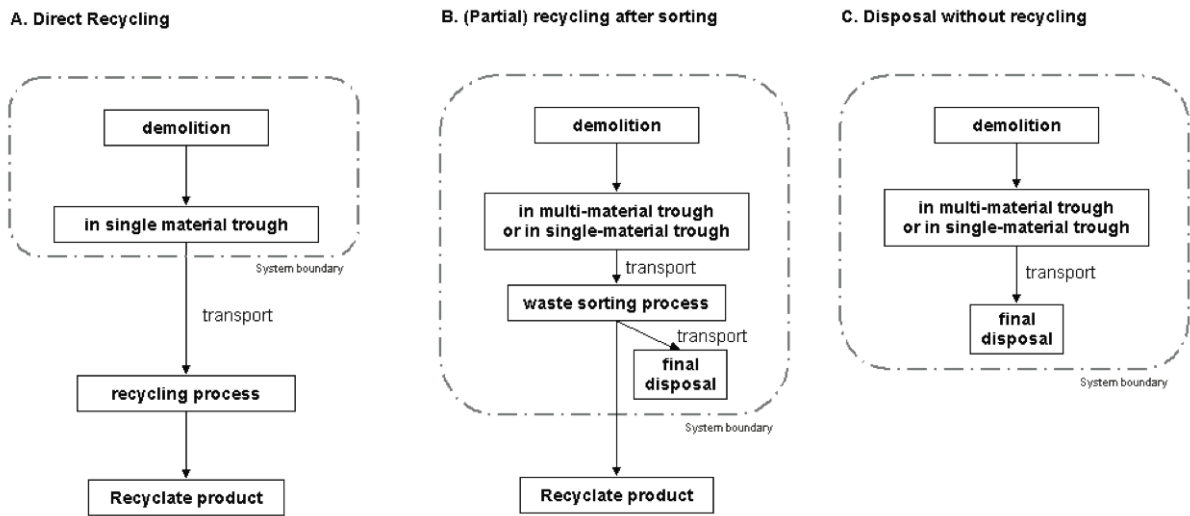 A. Direct Recycling
demolition
in single material trough
System boundary
transport
recycling process
Recyclate product
B. (Partial) recycling after sorting
demolition
in multi-material trough
or in single-material trough
transport
waste sorting process
transport
final
disposal
System boundary
Recyclate product
C. Disposal without recycling
demolition
in multi-material trough
or in single-material trough
transport
final
disposal
System boundary